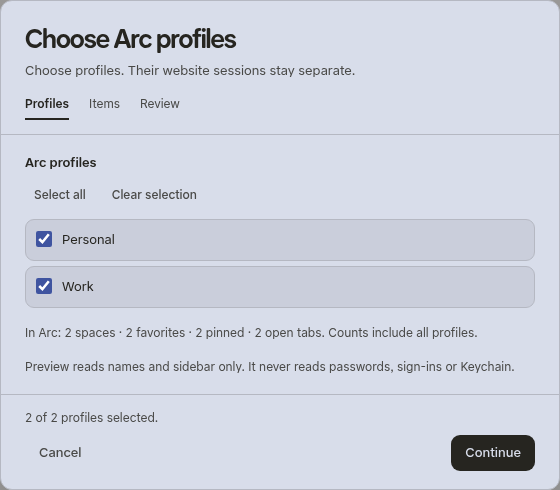 Choose Arc profiles
Choose profiles. Their website sessions stay separate.
Profiles Items Review
Arc profiles
Select all Clear selection
Personal
Work
In Arc: 2 spaces · 2 favorites · 2 pinned · 2 open tabs. Counts include all profiles.
Preview reads names and sidebar only. It never reads passwords, sign-ins or Keychain.
2 of 2 profiles selected.
Cancel Continue